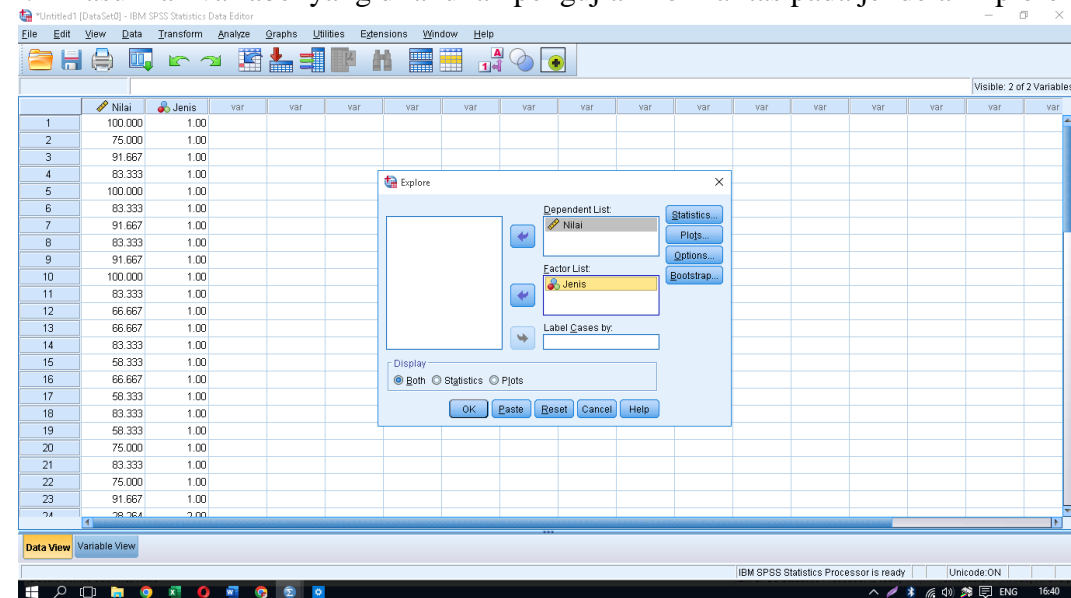 *Untitled1 [DataSet0] - IBM SPSS Statistics Data Editor
File Edit View Data Transform Analyze Graphs Utilities Extensions Window Help
Visible: 2 of 2 Variables
Nilai Jenis var var var var var var var var var var var var var
1 100.000 1.00
2 75.000 1.00
3 91.667 1.00
4 83.333 1.00
5 100.000 1.00
6 83.333 1.00
7 91.667 1.00
8 83.333 1.00
9 91.667 1.00
10 100.000 1.00
11 83.333 1.00
12 66.667 1.00
13 66.667 1.00
14 83.333 1.00
15 58.333 1.00
16 66.667 1.00
17 58.333 1.00
18 83.333 1.00
19 58.333 1.00
20 75.000 1.00
21 83.333 1.00
22 75.000 1.00
23 91.667 1.00
24 28.264 2.00
Explore
Dependent List:
Nilai
Factor List:
Jenis
Label Cases by:
Statistics...
Plots...
Options...
Bootstrap...
Display
Both Statistics Plots
OK Paste Reset Cancel Help
Data View Variable View
IBM SPSS Statistics Processor is ready Unicode:ON
ENG 16:40